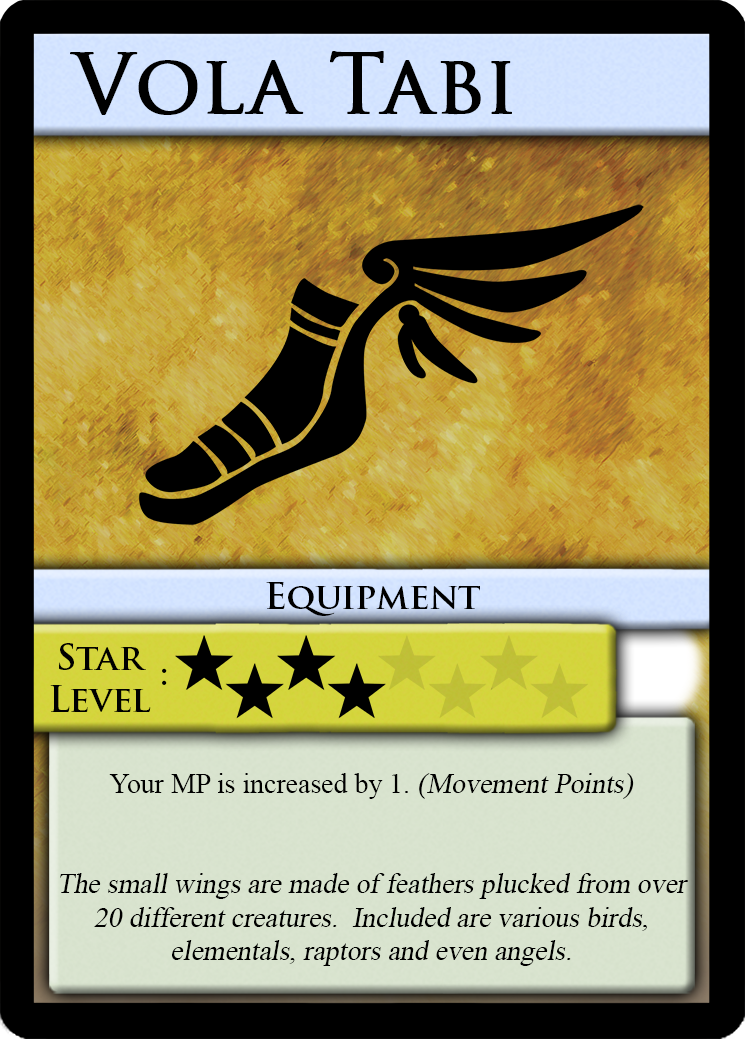 Vola Tabi
Equipment
Star
Level :
Your MP is increased by 1. (Movement Points)
The small wings are made of feathers plucked from over
20 different creatures.  Included are various birds,
elementals, raptors and even angels.